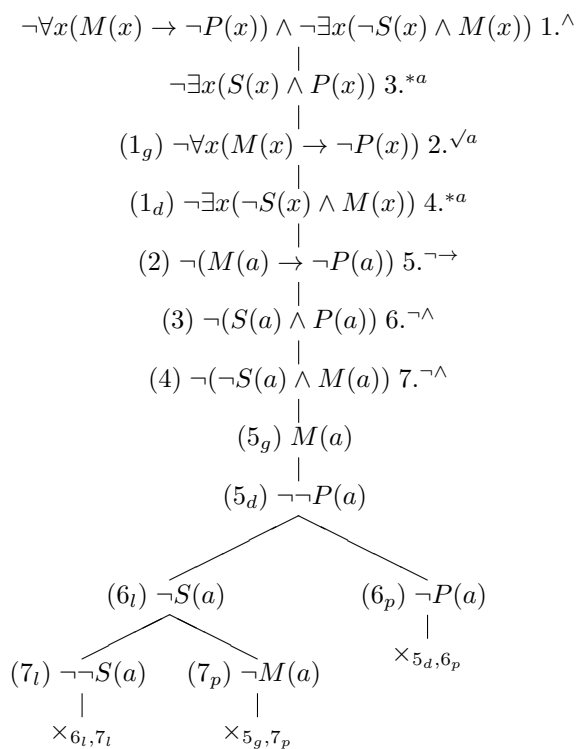 ¬∀x(M(x) → ¬P(x)) ∧ ¬∃x(¬S(x) ∧ M(x)) 1.^∧
¬∃x(S(x) ∧ P(x)) 3.^{*a}
(1_g) ¬∀x(M(x) → ¬P(x)) 2.^{√a}
(1_d) ¬∃x(¬S(x) ∧ M(x)) 4.^{*a}
(2) ¬(M(a) → ¬P(a)) 5.^{¬→}
(3) ¬(S(a) ∧ P(a)) 6.^{¬∧}
(4) ¬(¬S(a) ∧ M(a)) 7.^{¬∧}
(5_g) M(a)
(5_d) ¬¬P(a)
(6_l) ¬S(a) (6_p) ¬P(a)
×_{5_d,6_p}
(7_l) ¬¬S(a) (7_p) ¬M(a)
×_{6_l,7_l} ×_{5_g,7_p}